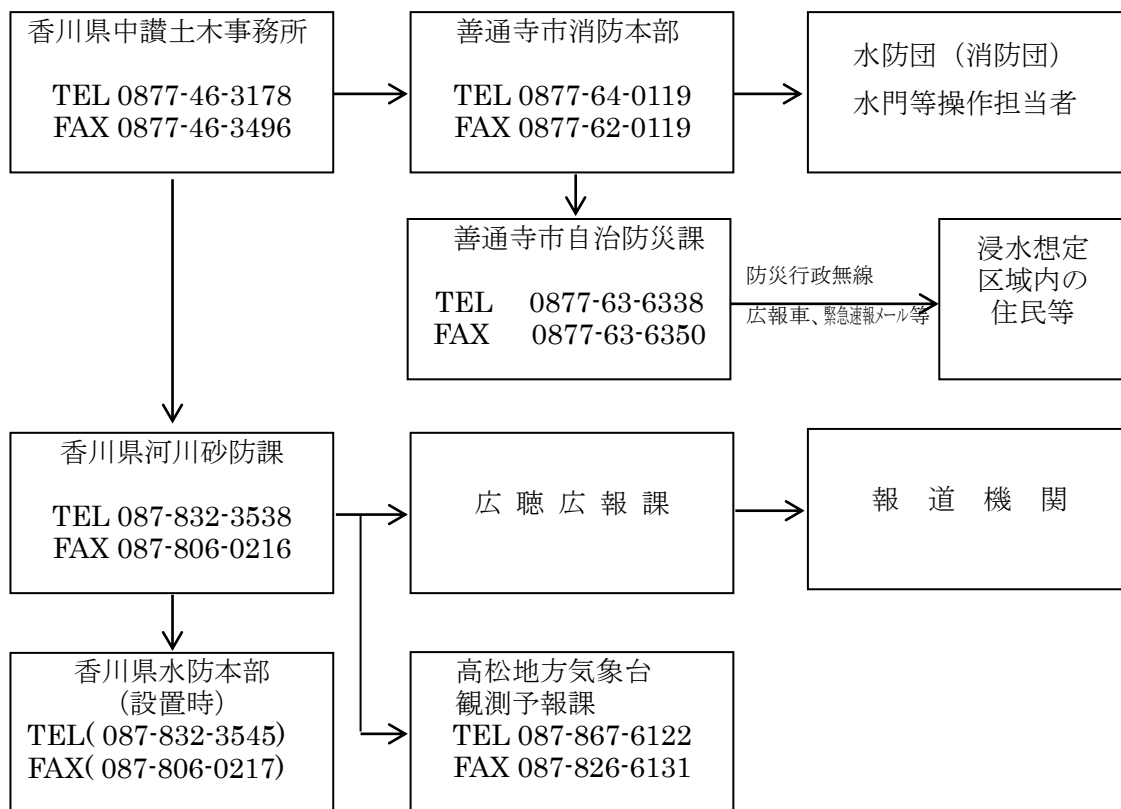 香川県中讃土木事務所
TEL 0877-46-3178
FAX 0877-46-3496
善通寺市消防本部
TEL 0877-64-0119
FAX 0877-62-0119
水防団（消防団）
水門等操作担当者
善通寺市自治防災課
TEL 0877-63-6338
FAX 0877-63-6350
防災行政無線
広報車、緊急速報メール等
浸水想定
区域内の
住民等
香川県河川砂防課
TEL 087-832-3538
FAX 087-806-0216
広聴広報課
報道機関
香川県水防本部
（設置時）
TEL( 087-832-3545)
FAX( 087-806-0217)
高松地方気象台
観測予報課
TEL 087-867-6122
FAX 087-826-6131